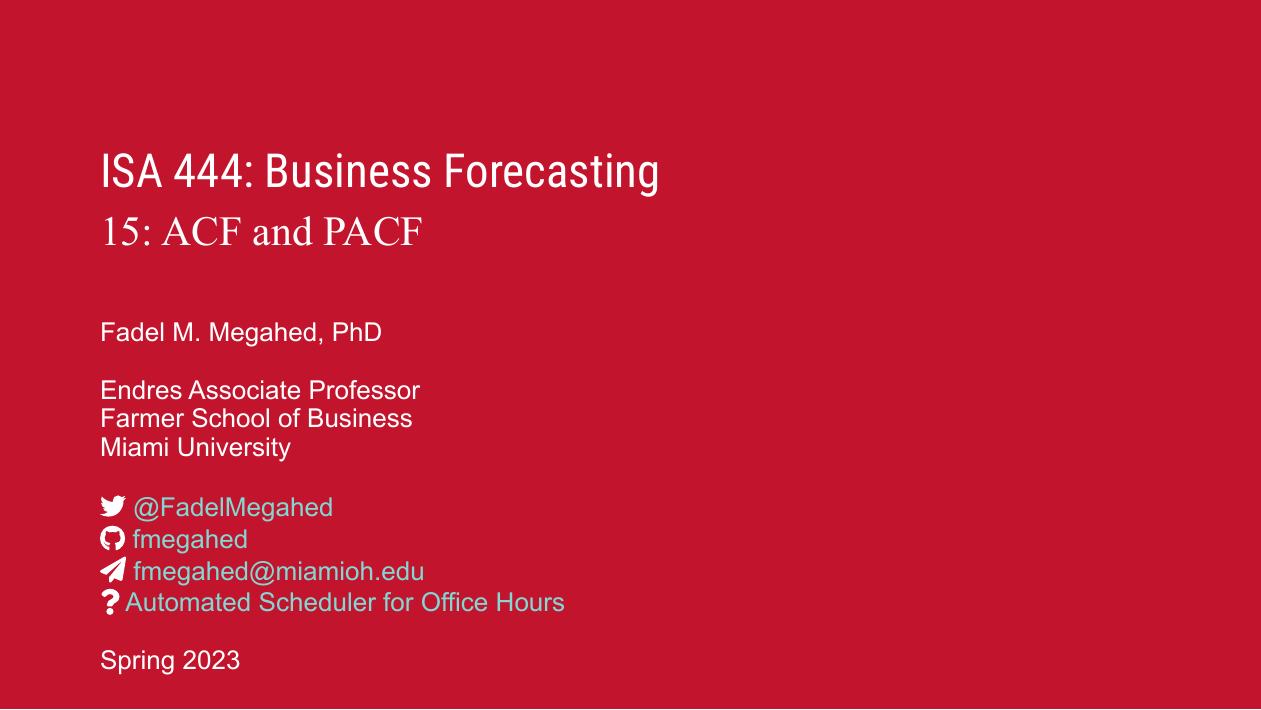 ISA 444: Business Forecasting
15: ACF and PACF
Fadel M. Megahed, PhD
Endres Associate Professor
Farmer School of Business
Miami University
@FadelMegahed
fmegahed
fmegahed@miamioh.edu
Automated Scheduler for Office Hours
Spring 2023